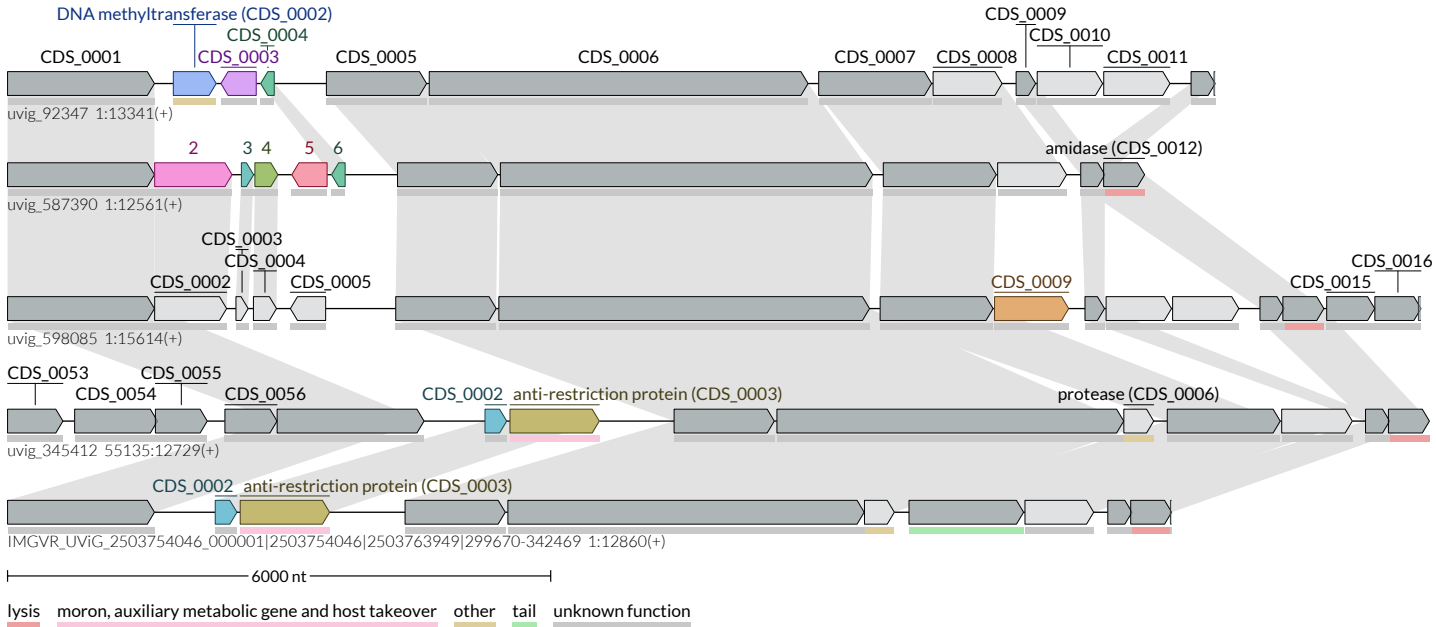 DNA methyltransferase (CDS_0002)
CDS_0009
CDS_0004
CDS_0010
CDS_0001
CDS_0003
CDS_0005
CDS_0006
CDS_0007
CDS_0008
CDS_0011
uvig_92347 1:13341(+)
2
3
4
5
6
amidase (CDS_0012)
uvig_587390 1:12561(+)
CDS_0003
CDS_0004
CDS_0016
CDS_0002
CDS_0005
CDS_0009
CDS_0015
uvig_598085 1:15614(+)
CDS_0053
CDS_0055
CDS_0054
CDS_0056
CDS_0002
anti-restriction protein (CDS_0003)
protease (CDS_0006)
uvig_345412 55135:12729(+)
CDS_0002
anti-restriction protein (CDS_0003)
IMGVR_UViG_2503754046_000001|2503754046|2503763949|299670-342469 1:12860(+)
6000 nt
lysis
moron, auxiliary metabolic gene and host takeover
other
tail
unknown function